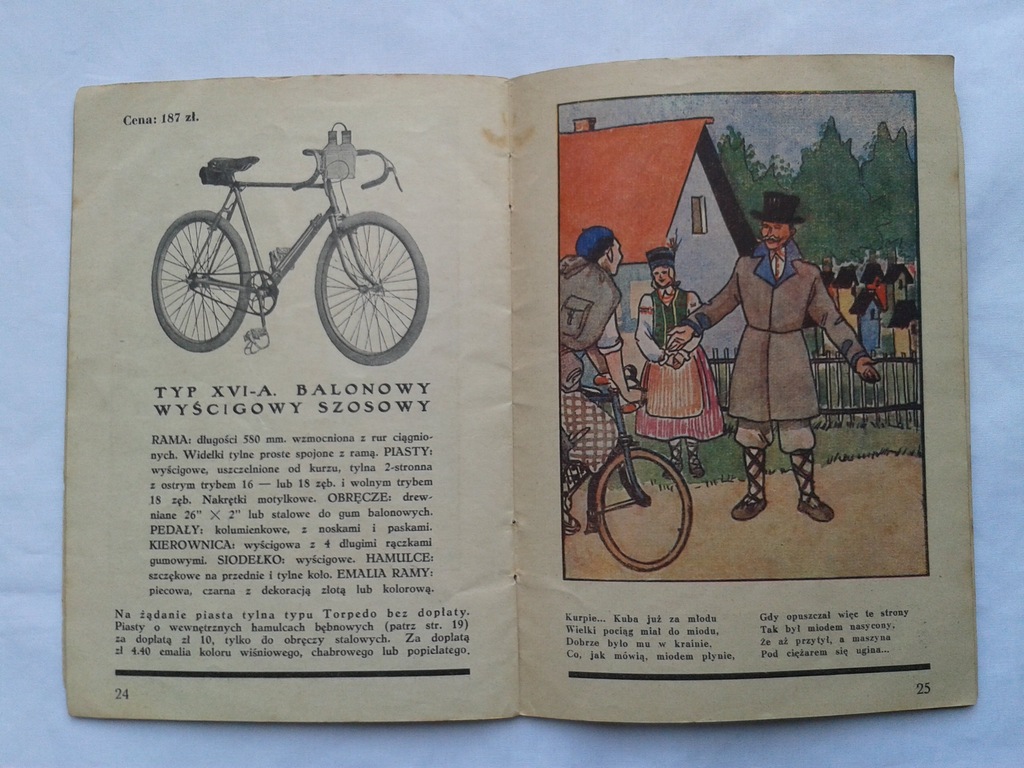 Cena: 187 zł.
TYP XVI-A. BALONOWY
WYŚCIGOWY SZOSOWY
RAMA: długości 580 mm. wzmocniona z rur ciągnio-
nych. Widelki tylne proste spojone z ramą. PIASTY:
wyścigowe, uszczelnione od kurzu, tylna 2-stronna
z ostrym trybem 16 — lub 18 zęb. i wolnym trybem
18 zęb. Nakrętki motylkowe. OBRĘCZE: drew-
niane 26" × 2" lub stalowe do gum balonowych.
PEDAŁY: kolumienkowe, z noskami i paskami.
KIEROWNICA: wyścigowa z 4 długimi rączkami
gumowymi. SIODEŁKO: wyścigowe. HAMULCE:
szczękowe na przednie i tylne koło. EMALIA RAMY:
piecowa, czarna z dekoracją złotą lub kolorową.
Na żądanie piasta tylna typu Torpedo bez dopłaty.
Piasty o wewnętrznych hamulcach bębnowych (patrz str. 19)
za dopłatą zł 10, tylko do obręczy stalowych. Za dopłatą
zł 4.40 emalia koloru wiśniowego, chabrowego lub popielatego.
24
Kurpie... Kuba już za młodu
Wielki pociąg miał do miodu,
Dobrze było mu w krainie,
Co, jak mówią, miodem płynie,
Gdy opuszczał więc te strony
Tak był miodem nasycony,
Że aż przytył, a maszyna
Pod ciężarem się ugina...
25